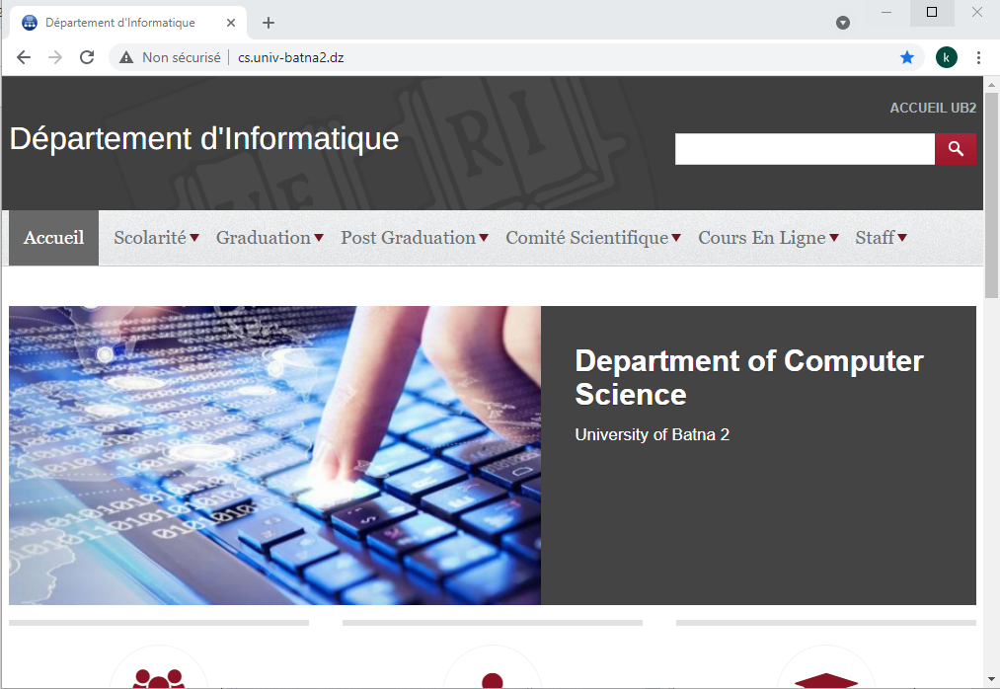 Département d'Informatique
Non sécurisé cs.univ-batna2.dz k
ACCUEIL UB2
Département d'Informatique
Accueil Scolarité Graduation Post Graduation Comité Scientifique Cours En Ligne Staff
Department of Computer
Science
University of Batna 2